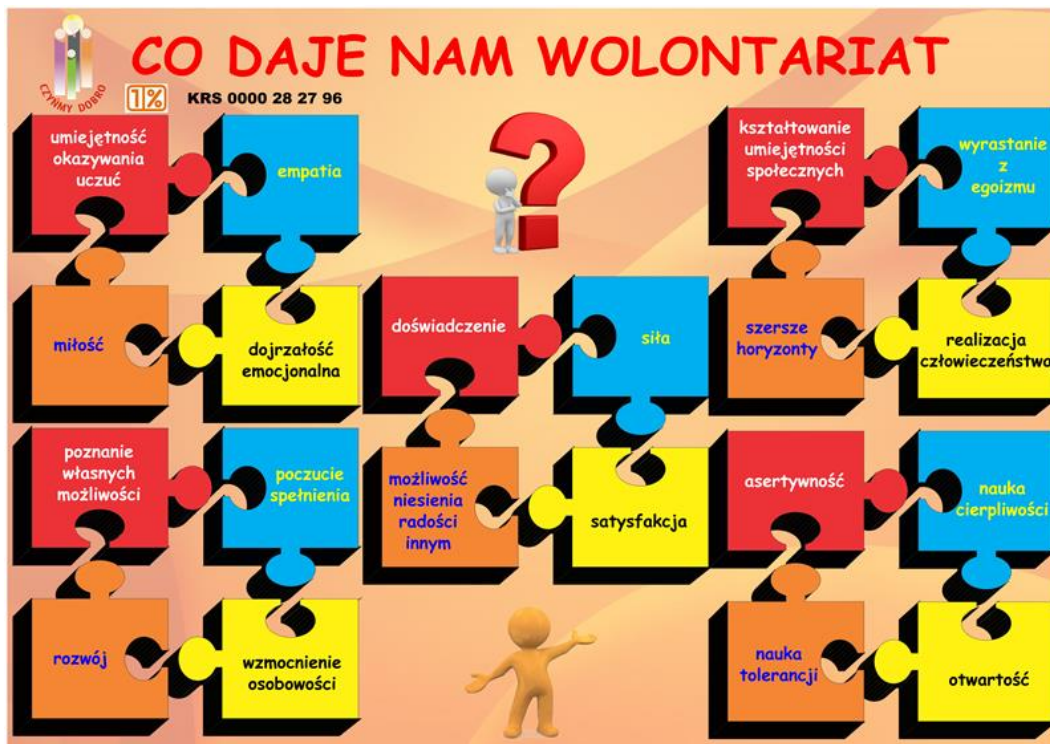 CO DAJE NAM WOLONTARIAT
CZYŃMY DOBRO
1%
KRS 0000 28 27 96
umiejętność
okazywania
uczuć
empatia
miłość
dojrzałość
emocjonalna
kształtowanie
umiejętności
społecznych
wyrastanie
z
egoizmu
szersze
horyzonty
realizacja
człowieczeństwa
doświadczenie
siła
możliwość
niesienia
radości
innym
satysfakcja
poznanie
własnych
możliwości
poczucie
spełnienia
rozwój
wzmocnienie
osobowości
asertywność
nauka
cierpliwości
nauka
tolerancji
otwartość